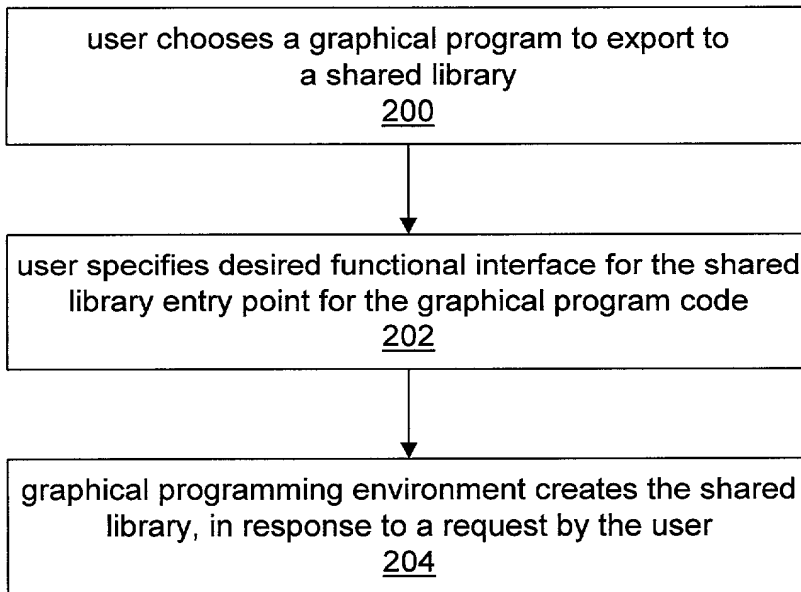 user chooses a graphical program to export to
a shared library
200
user specifies desired functional interface for the shared
library entry point for the graphical program code
202
graphical programming environment creates the shared
library, in response to a request by the user
204